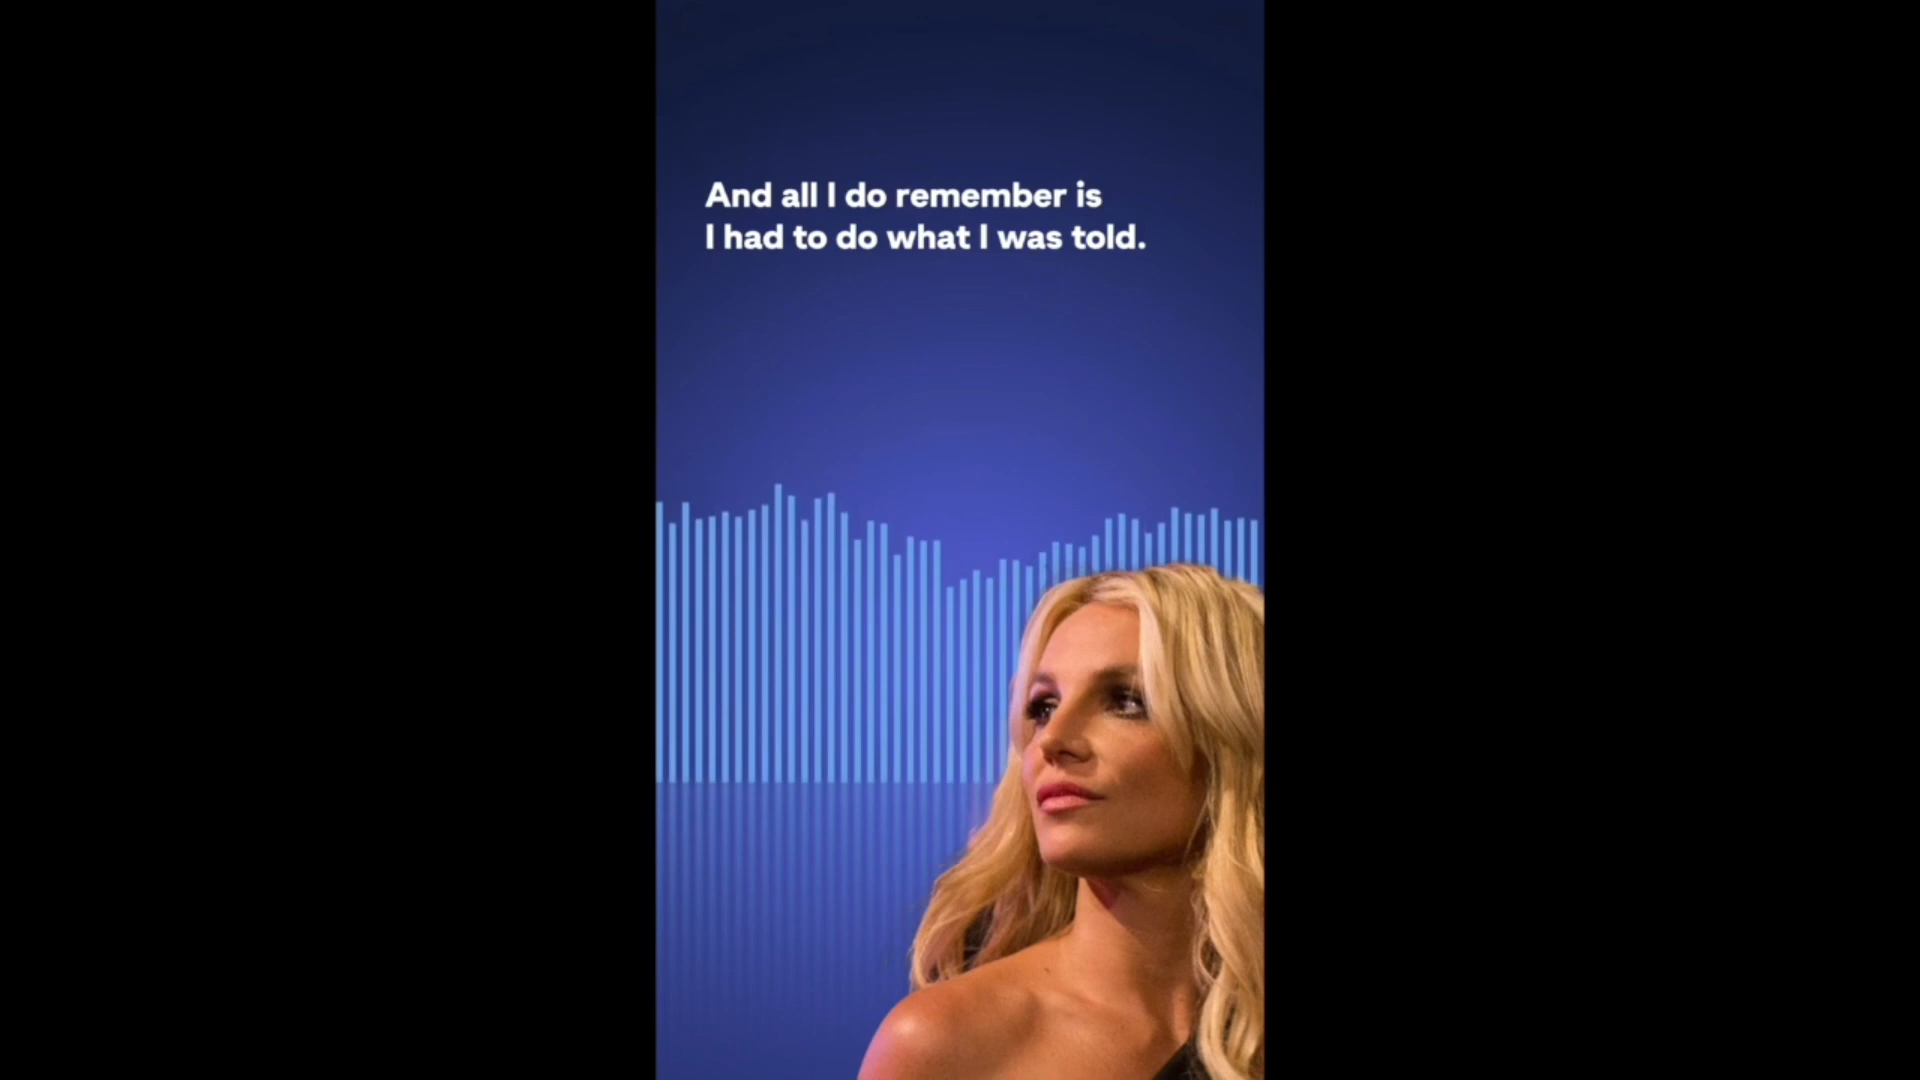 And all I do remember is
I had to do what I was told.